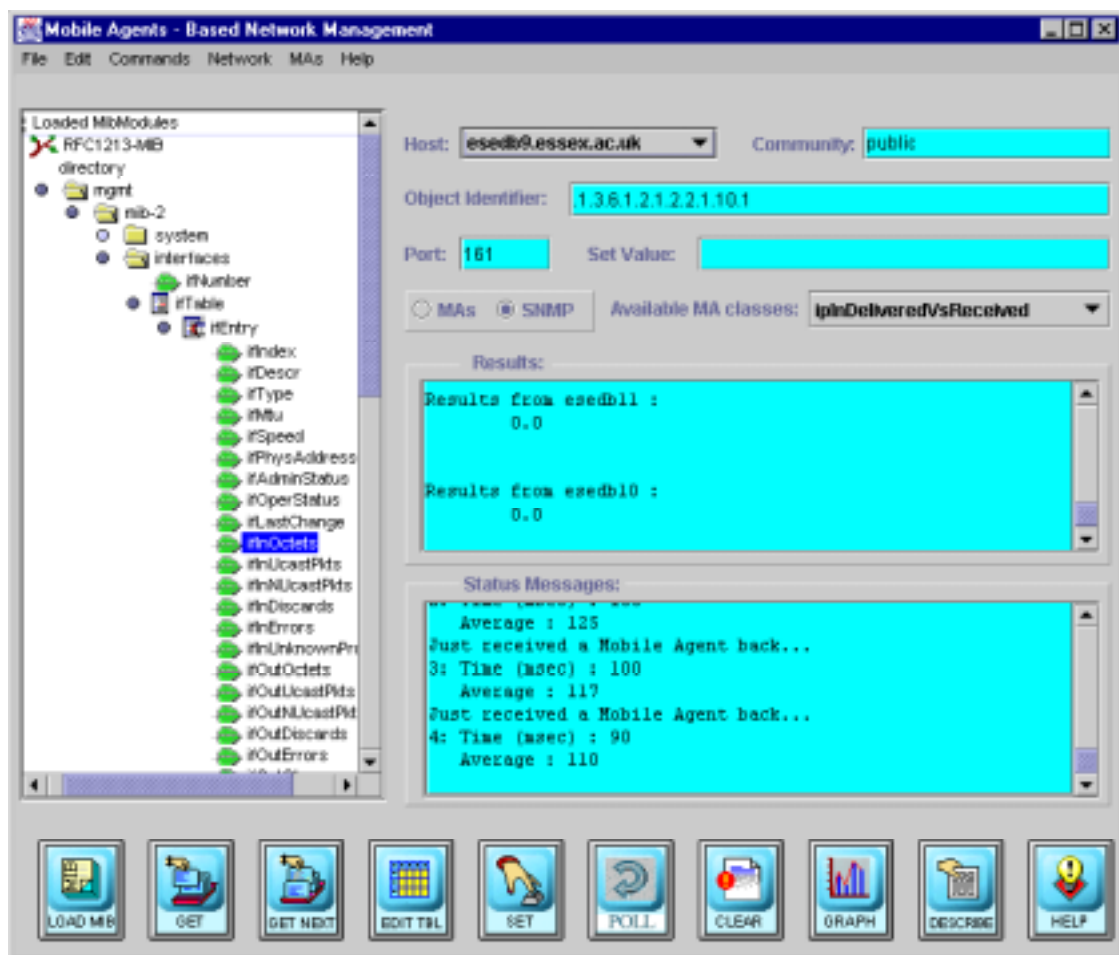 Mobile Agents - Based Network Management
File Edit Commands Network MAs Help
Loaded MibModules
RFC1213-MIB
directory
mgmt
mib-2
system
interfaces
ifNumber
ifTable
ifEntry
ifIndex
ifDescr
ifType
ifMtu
ifSpeed
ifPhysAddress
ifAdminStatus
ifOperStatus
ifLastChange
ifInOctets
ifInUcastPkts
ifInNUcastPkts
ifInDiscards
ifInErrors
ifInUnknownPr
ifOutOctets
ifOutUcastPkts
ifOutNUcastPkt
ifOutDiscards
ifOutErrors
Host: esedb9.essex.ac.uk Community: public
Object Identifier: .1.3.6.1.2.1.2.2.1.10.1
Port: 161 Set Value:
MAs SNMP Available MA classes: ipInDeliveredVsReceived
Results:
Results from esedb11 :
0.0
Results from esedb10 :
0.0
Status Messages:
Time (msec) :
Average : 125
Just received a Mobile Agent back...
3: Time (msec) : 100
Average : 117
Just received a Mobile Agent back...
4: Time (msec) : 90
Average : 110
LOAD MIB GET GET NEXT EDIT TBL SET POLL CLEAR GRAPH DESCRIBE HELP